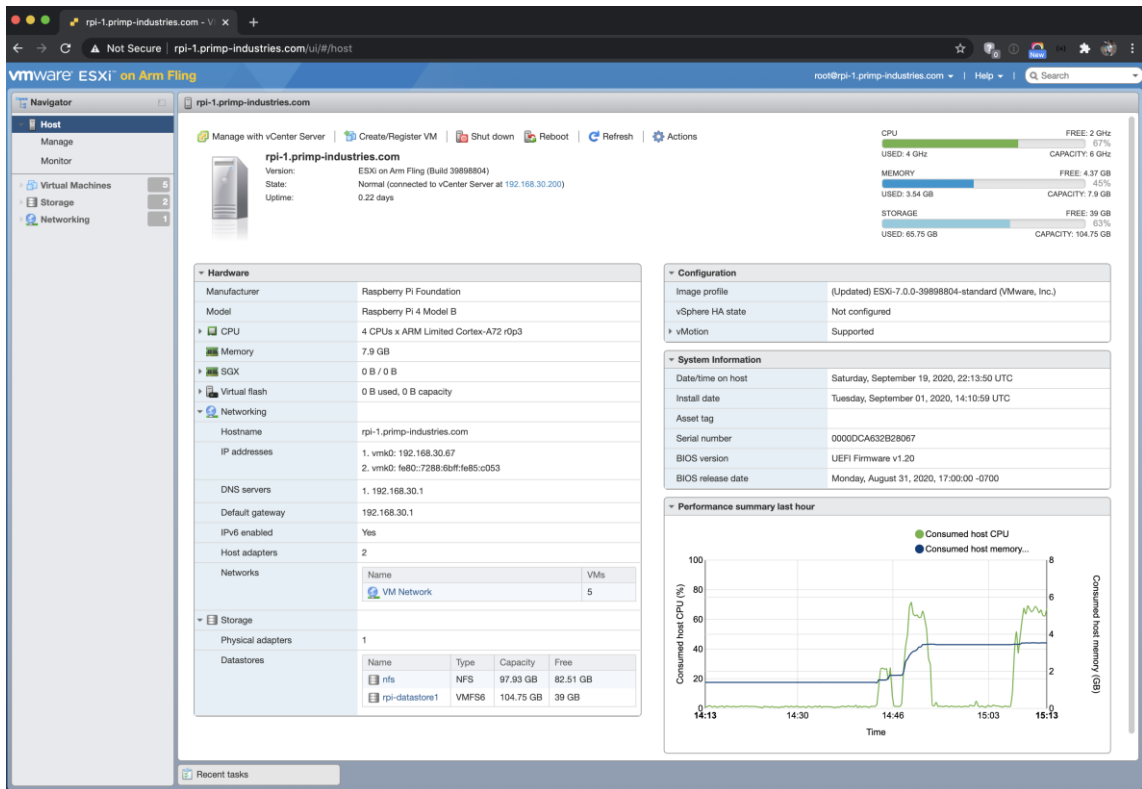 rpi-1.primp-industries.com - V
Not Secure | rpi-1.primp-industries.com/ui/#/host
New
vmware ESXi on Arm Fling
root@rpi-1.primp-industries.com | Help | Search
Navigator
rpi-1.primp-industries.com
Host
Manage
Monitor
Virtual Machines 5
Storage 2
Networking 1
Manage with vCenter Server | Create/Register VM | Shut down Reboot | Refresh | Actions
rpi-1.primp-industries.com
Version: ESXi on Arm Fling (Build 39898804)
State: Normal (connected to vCenter Server at 192.168.30.200)
Uptime: 0.22 days
CPU FREE: 2 GHz
67%
USED: 4 GHz CAPACITY: 6 GHz
MEMORY FREE: 4.37 GB
45%
USED: 3.54 GB CAPACITY: 7.9 GB
STORAGE FREE: 39 GB
63%
USED: 65.75 GB CAPACITY: 104.75 GB
Hardware
Manufacturer Raspberry Pi Foundation
Model Raspberry Pi 4 Model B
CPU 4 CPUs x ARM Limited Cortex-A72 r0p3
Memory 7.9 GB
SGX 0 B / 0 B
Virtual flash 0 B used, 0 B capacity
Networking
Hostname rpi-1.primp-industries.com
IP addresses 1. vmk0: 192.168.30.67
2. vmk0: fe80::7288:6bff:fe85:c053
DNS servers 1. 192.168.30.1
Default gateway 192.168.30.1
IPv6 enabled Yes
Host adapters 2
Networks Name VMs
VM Network 5
Storage
Physical adapters 1
Datastores Name Type Capacity Free
nfs NFS 97.93 GB 82.51 GB
rpi-datastore1 VMFS6 104.75 GB 39 GB
Configuration
Image profile (Updated) ESXi-7.0.0-39898804-standard (VMware, Inc.)
vSphere HA state Not configured
vMotion Supported
System Information
Date/time on host Saturday, September 19, 2020, 22:13:50 UTC
Install date Tuesday, September 01, 2020, 14:10:59 UTC
Asset tag
Serial number 0000DCA632B28067
BIOS version UEFI Firmware v1.20
BIOS release date Monday, August 31, 2020, 17:00:00 -0700
Performance summary last hour
Consumed host CPU
Consumed host memory...
Consumed host CPU (%)
100
80
60
40
20
0
8
6
4
2
0
Consumed host memory (GB)
14:13 14:30 14:46 15:03 15:13
Time
Recent tasks